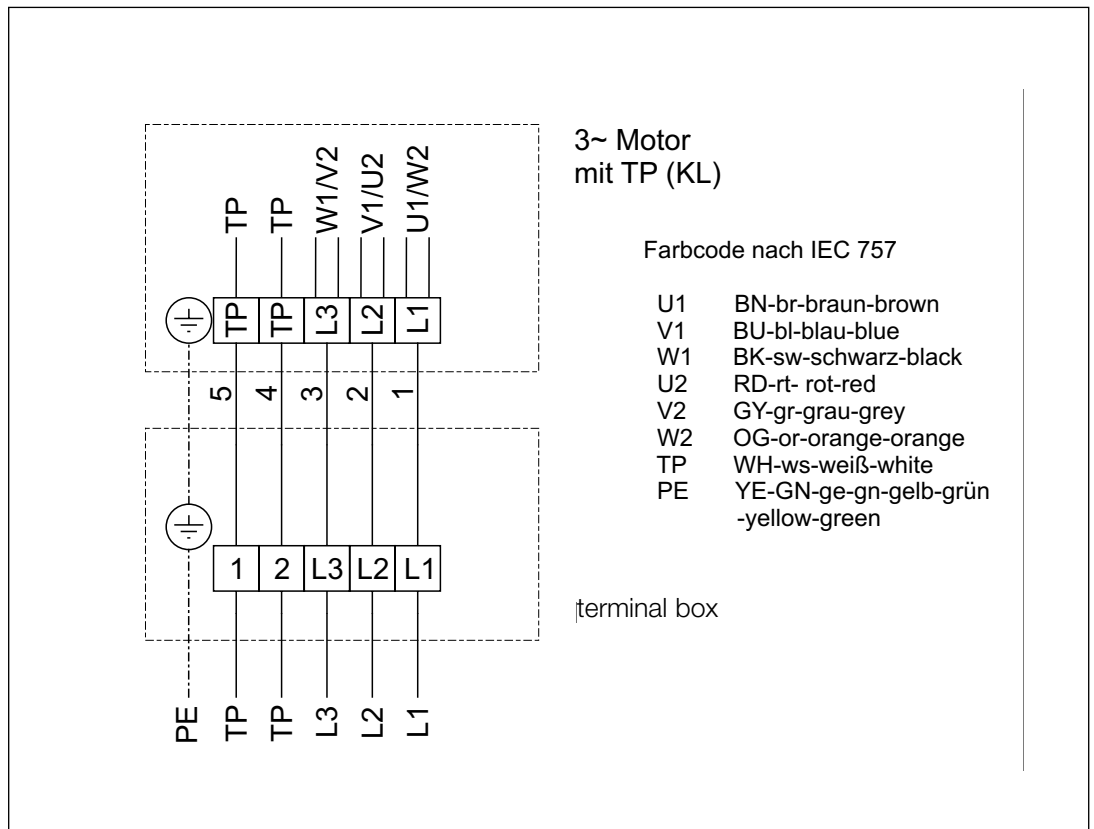 3~ Motor
mit TP (KL)
Farbcode nach IEC 757
U1 BN-br-braun-brown
V1 BU-bl-blau-blue
W1 BK-sw-schwarz-black
U2 RD-rt- rot-red
V2 GY-gr-grau-grey
W2 OG-or-orange-orange
TP WH-ws-weiß-white
PE YE-GN-ge-gn-gelb-grün
-yellow-green
TP TP W1/V2 V1/U2 U1/W2
TP TP L3 L2 L1
5 4 3 2 1
1 2 L3 L2 L1
terminal box
PE TP TP L3 L2 L1